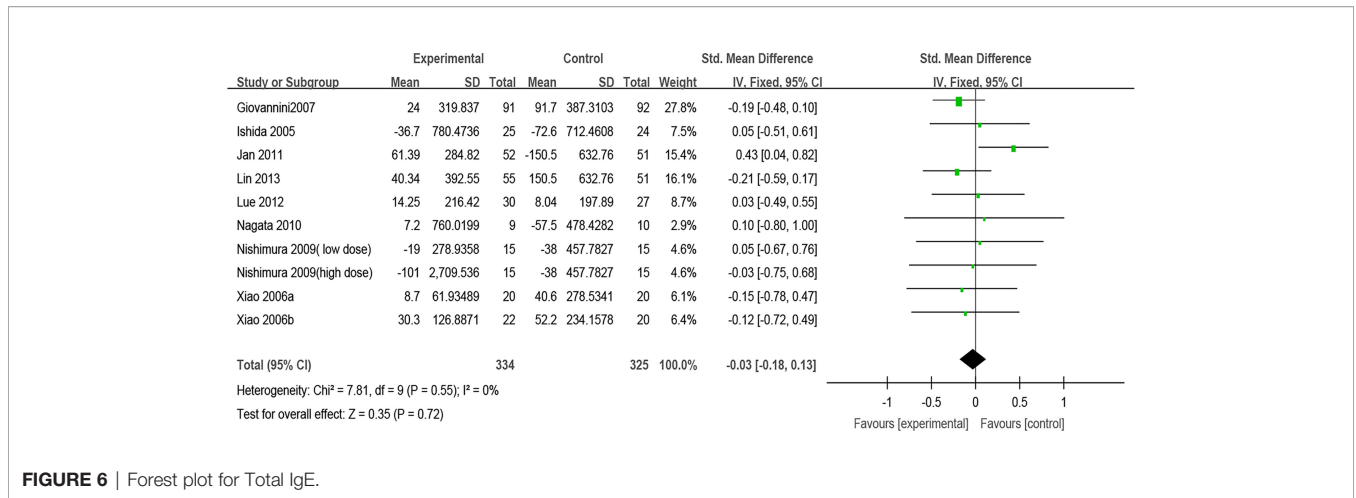 Experimental Control Std. Mean Difference Std. Mean Difference
Study or Subgroup Mean SD Total Mean SD Total Weight IV, Fixed, 95% CI IV, Fixed, 95% CI
Giovannini2007 24 319.837 91 91.7 387.3103 92 27.8% -0.19 [-0.48, 0.10]
Ishida 2005 -36.7 780.4736 25 -72.6 712.4608 24 7.5% 0.05 [-0.51, 0.61]
Jan 2011 61.39 284.82 52 -150.5 632.76 51 15.4% 0.43 [0.04, 0.82]
Lin 2013 40.34 392.55 55 150.5 632.76 51 16.1% -0.21 [-0.59, 0.17]
Lue 2012 14.25 216.42 30 8.04 197.89 27 8.7% 0.03 [-0.49, 0.55]
Nagata 2010 7.2 760.0199 9 -57.5 478.4282 10 2.9% 0.10 [-0.80, 1.00]
Nishimura 2009( low dose) -19 278.9358 15 -38 457.7827 15 4.6% 0.05 [-0.67, 0.76]
Nishimura 2009(high dose) -101 2,709.536 15 -38 457.7827 15 4.6% -0.03 [-0.75, 0.68]
Xiao 2006a 8.7 61.93489 20 40.6 278.5341 20 6.1% -0.15 [-0.78, 0.47]
Xiao 2006b 30.3 126.8871 22 52.2 234.1578 20 6.4% -0.12 [-0.72, 0.49]
Total (95% CI) 334 325 100.0% -0.03 [-0.18, 0.13]
Heterogeneity: Chi² = 7.81, df = 9 (P = 0.55); I² = 0%
Test for overall effect: Z = 0.35 (P = 0.72)
-1 -0.5 0 0.5 1
Favours [experimental] Favours [control]
FIGURE 6 | Forest plot for Total IgE.